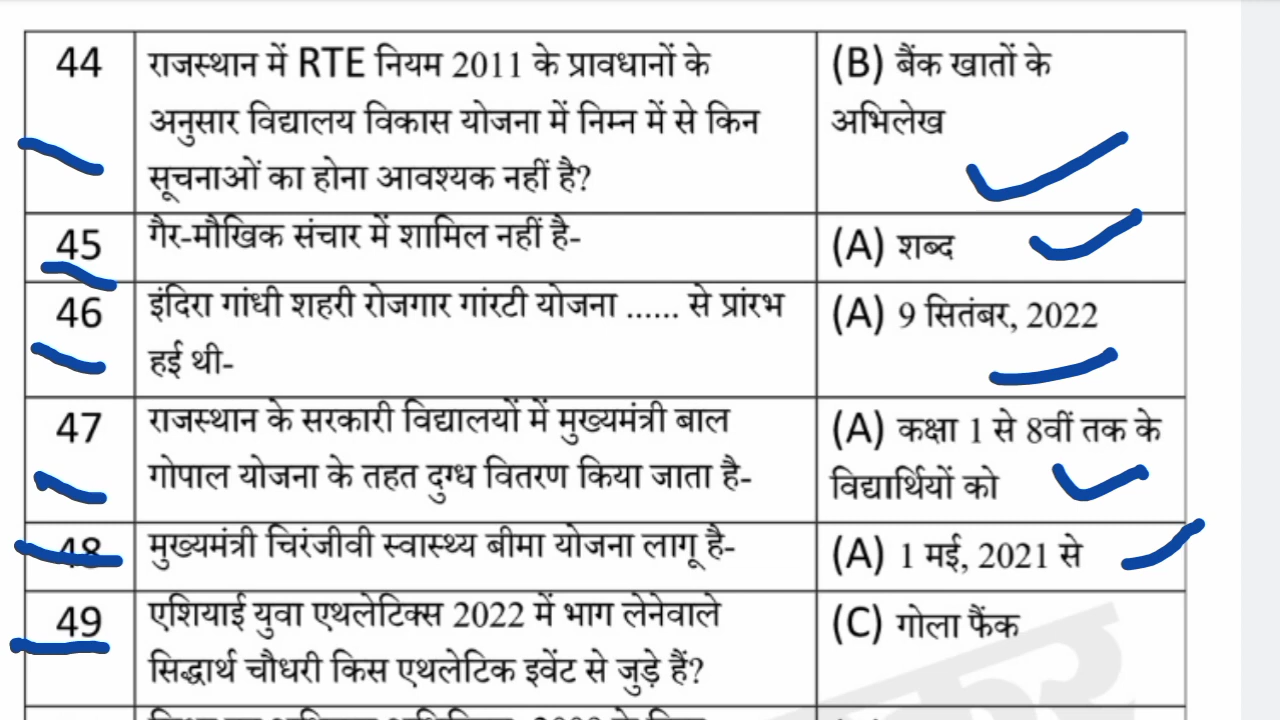 44
राजस्थान में RTE नियम 2011 के प्रावधानों के
अनुसार विद्यालय विकास योजना में निम्न में से किन
सूचनाओं का होना आवश्यक नहीं है?
(B) बैंक खातों के
अभिलेख
45
गैर-मौखिक संचार में शामिल नहीं है-
(A) शब्द
46
इंदिरा गांधी शहरी रोजगार गांरटी योजना ...... से प्रांरभ
हई थी-
(A) 9 सितंबर, 2022
47
राजस्थान के सरकारी विद्यालयों में मुख्यमंत्री बाल
गोपाल योजना के तहत दुग्ध वितरण किया जाता है-
(A) कक्षा 1 से 8वीं तक के
विद्यार्थियों को
48
मुख्यमंत्री चिरंजीवी स्वास्थ्य बीमा योजना लागू है-
(A) 1 मई, 2021 से
49
एशियाई युवा एथलेटिक्स 2022 में भाग लेनेवाले
सिद्धार्थ चौधरी किस एथलेटिक इवेंट से जुड़े हैं?
(C) गोला फैंक